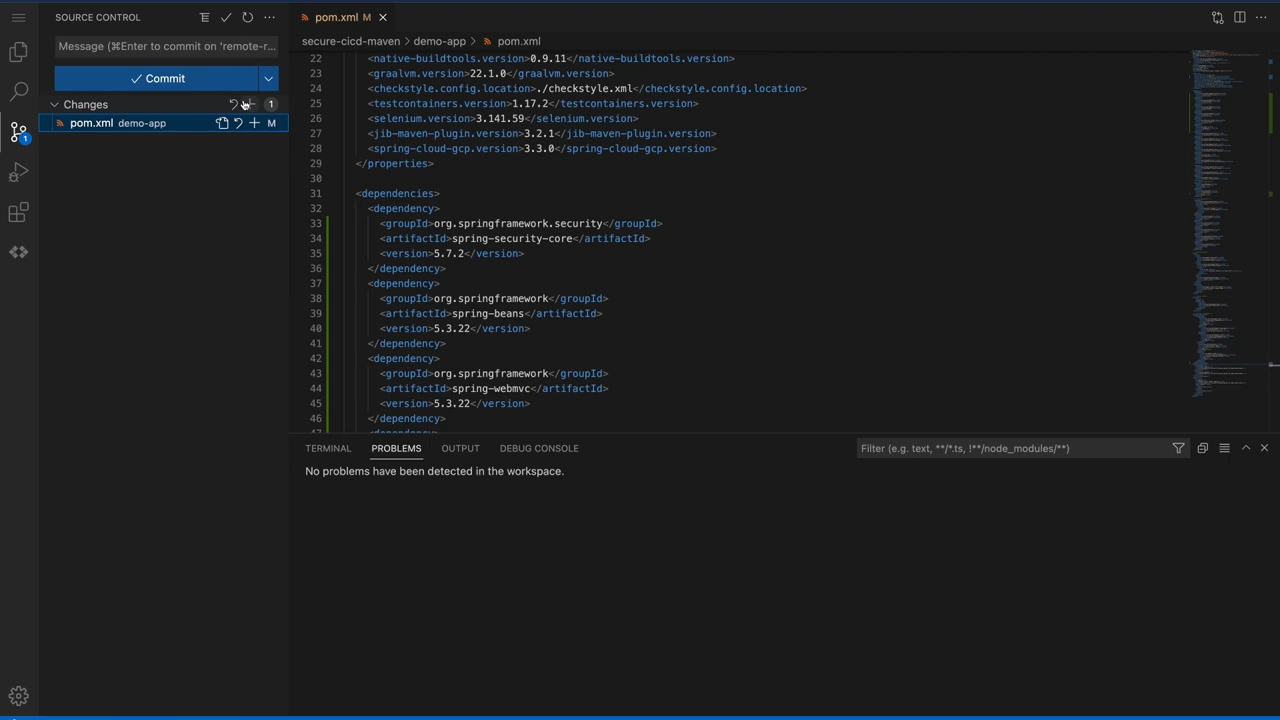 SOURCE CONTROL
Message (⌘Enter to commit on 'remote-r...
Commit
Changes
1
pom.xml demo-app M
1
pom.xml M
secure-cicd-maven > demo-app > pom.xml
22 <native-buildtools.version>0.9.11</native-buildtools.version>
23 <graalvm.version>22.1.0</graalvm.version>
24 <checkstyle.config.location>./checkstyle.xml</checkstyle.config.location>
25 <testcontainers.version>1.17.2</testcontainers.version>
26 <selenium.version>3.141.59</selenium.version>
27 <jib-maven-plugin.version>3.2.1</jib-maven-plugin.version>
28 <spring-cloud-gcp.version>3.3.0</spring-cloud-gcp.version>
29 </properties>
30
31 <dependencies>
32 <dependency>
33 <groupId>org.springframework.security</groupId>
34 <artifactId>spring-security-core</artifactId>
35 <version>5.7.2</version>
36 </dependency>
37 <dependency>
38 <groupId>org.springframework</groupId>
39 <artifactId>spring-beans</artifactId>
40 <version>5.3.22</version>
41 </dependency>
42 <dependency>
43 <groupId>org.springframework</groupId>
44 <artifactId>spring-webmvc</artifactId>
45 <version>5.3.22</version>
46 </dependency>
47 <dependency>
TERMINAL PROBLEMS OUTPUT DEBUG CONSOLE Filter (e.g. text, **/*.ts, !**/node_modules/**)
No problems have been detected in the workspace.